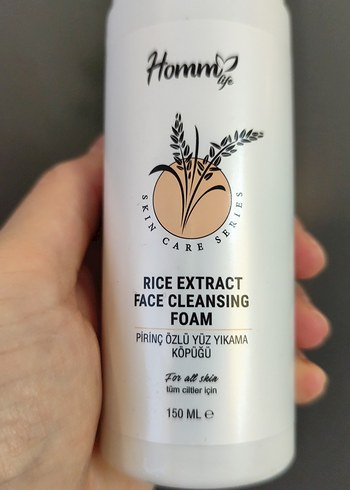 Homm
life
SKIN CARE SERIES
RICE EXTRACT
FACE CLEANSING
FOAM
PİRİNÇ ÖZLÜ YÜZ YIKAMA
KÖPÜĞÜ
For all skin
tüm ciltler için
150 ML ℮